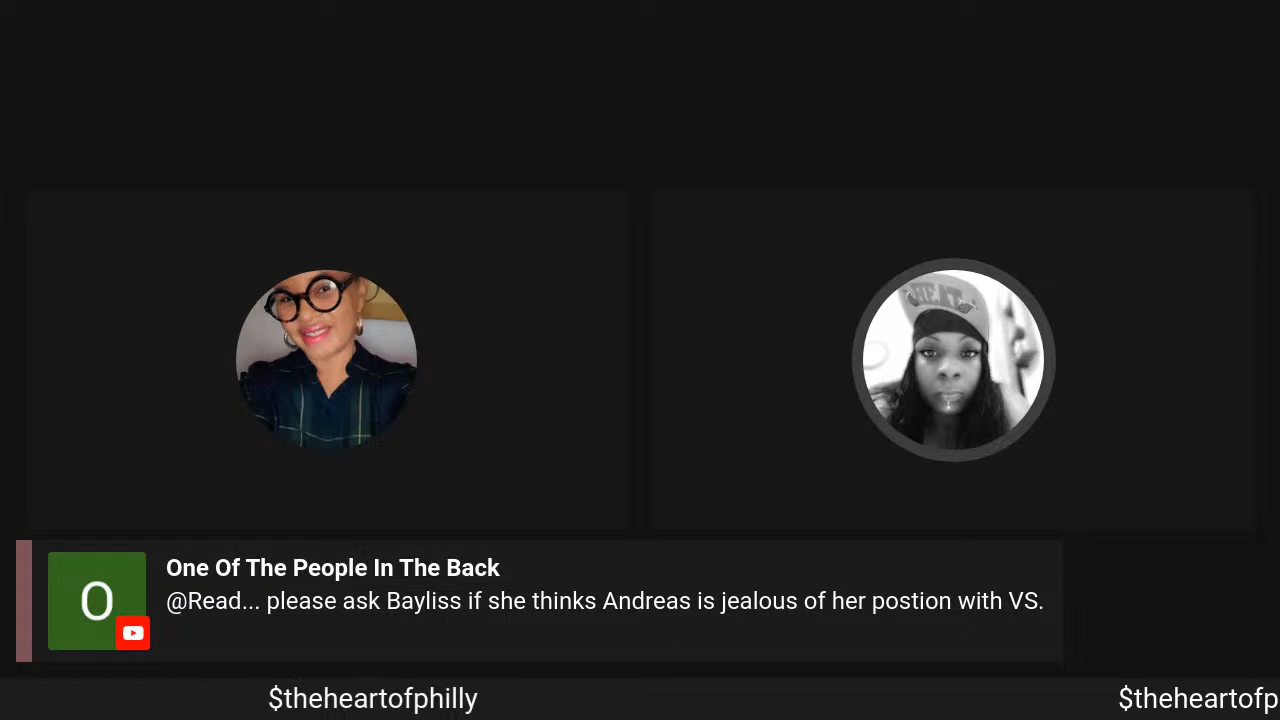 One Of The People In The Back
@Read... please ask Bayliss if she thinks Andreas is jealous of her postion with VS.
O
$theheartofphilly
$theheartofp